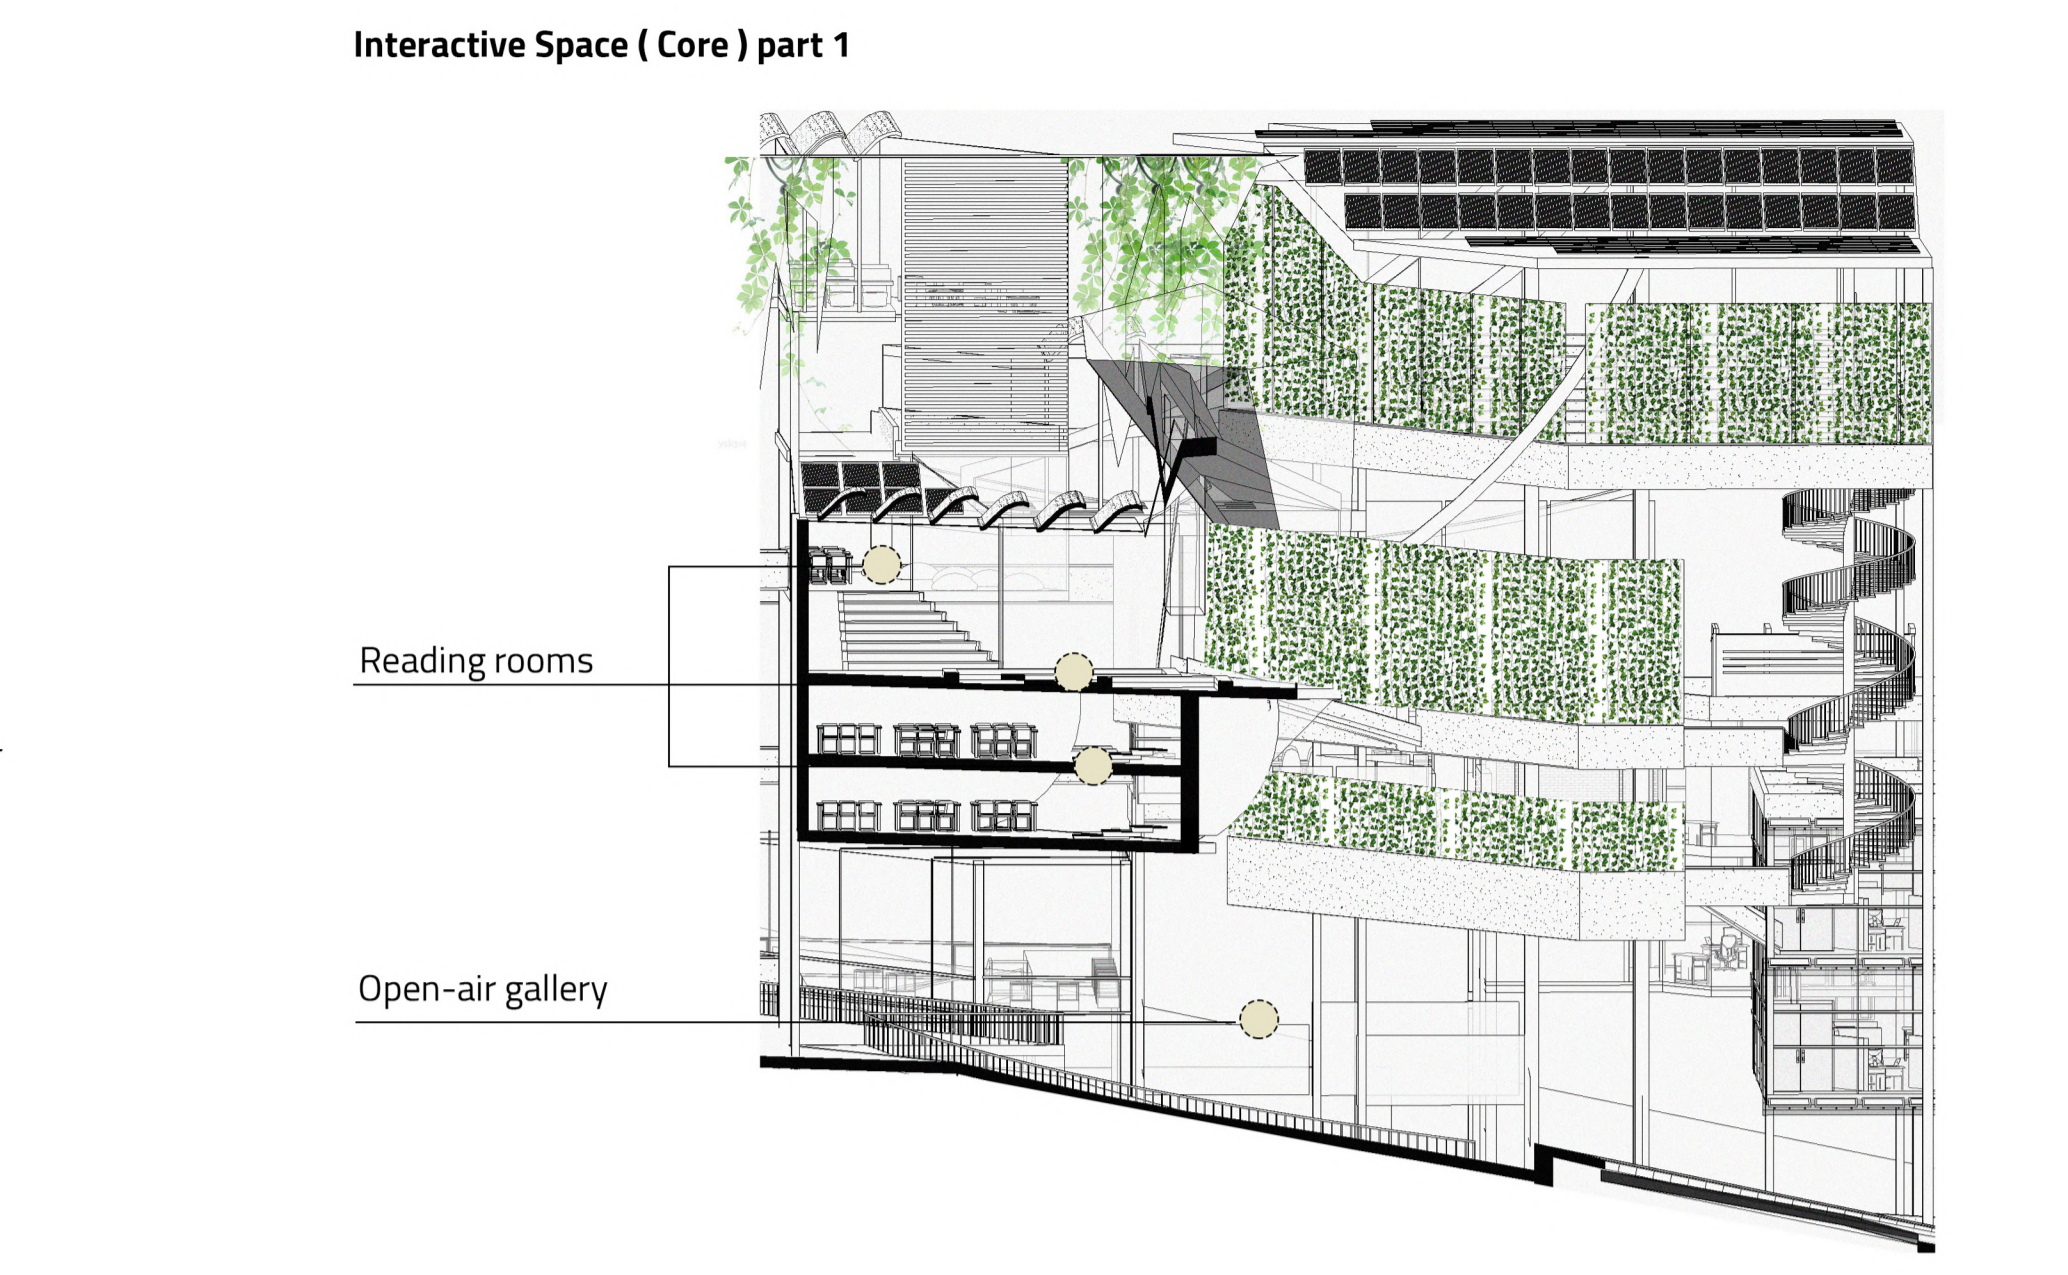 Interactive Space ( Core ) part 1
Reading rooms
Open-air gallery